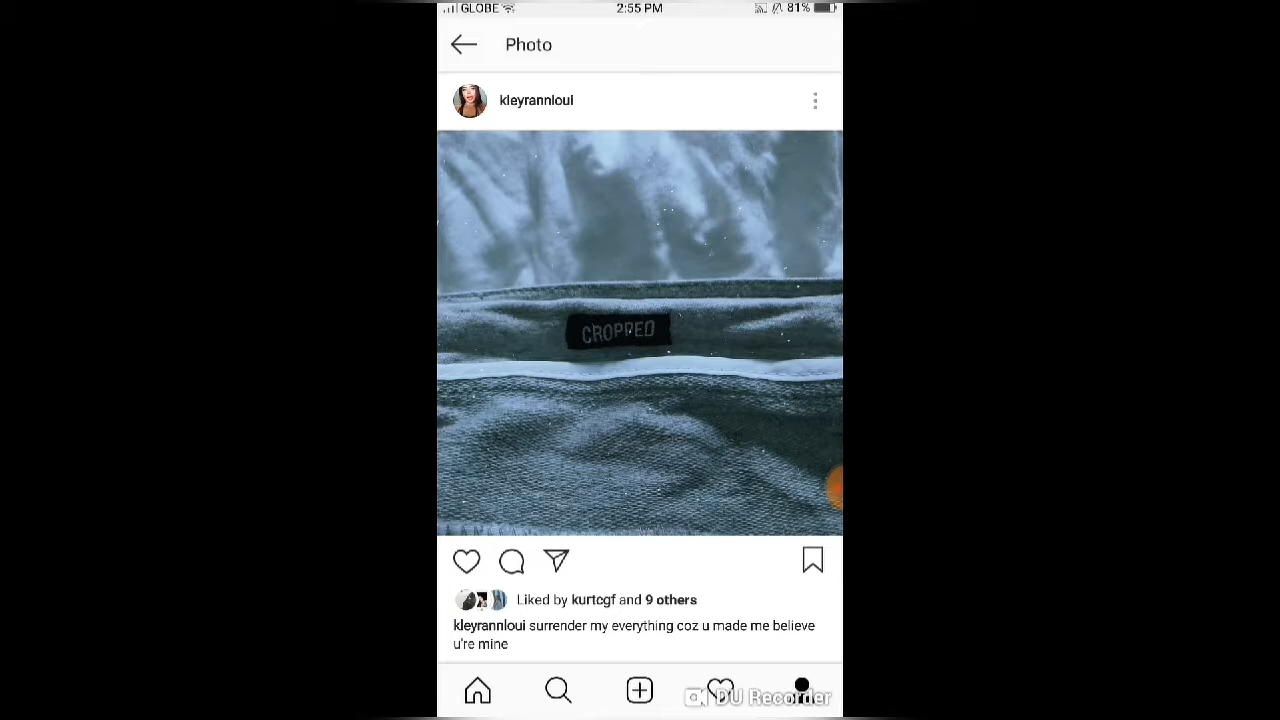 GLOBE 2:55 PM 81%
Photo
kleyrannloui
CROPPED
Liked by kurtcgf and 9 others
kleyrannloui surrender my everything coz u made me believe
u're mine
DU Recorder